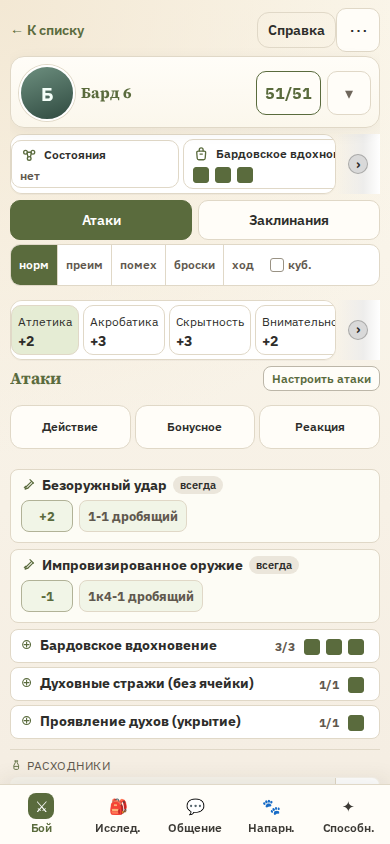 ← К списку
Справка
...
Б
Бард 6
51/51
▾
Состояния
нет
Бардовское вдохно
Атаки
Заклинания
норм преим помех броски ход куб.
Атлетика
+2
Акробатика
+3
Скрытность
+3
Внимательно
+2
Атаки
Настроить атаки
Действие
Бонусное
Реакция
Безоружный удар всегда
+2
1-1 дробящий
Импровизированное оружие всегда
-1
1к4-1 дробящий
Бардовское вдохновение 3/3
Духовные стражи (без ячейки) 1/1
Проявление духов (укрытие) 1/1
РАСХОДНИКИ
Бой
Исслед.
Общение
Напарн.
Способн.